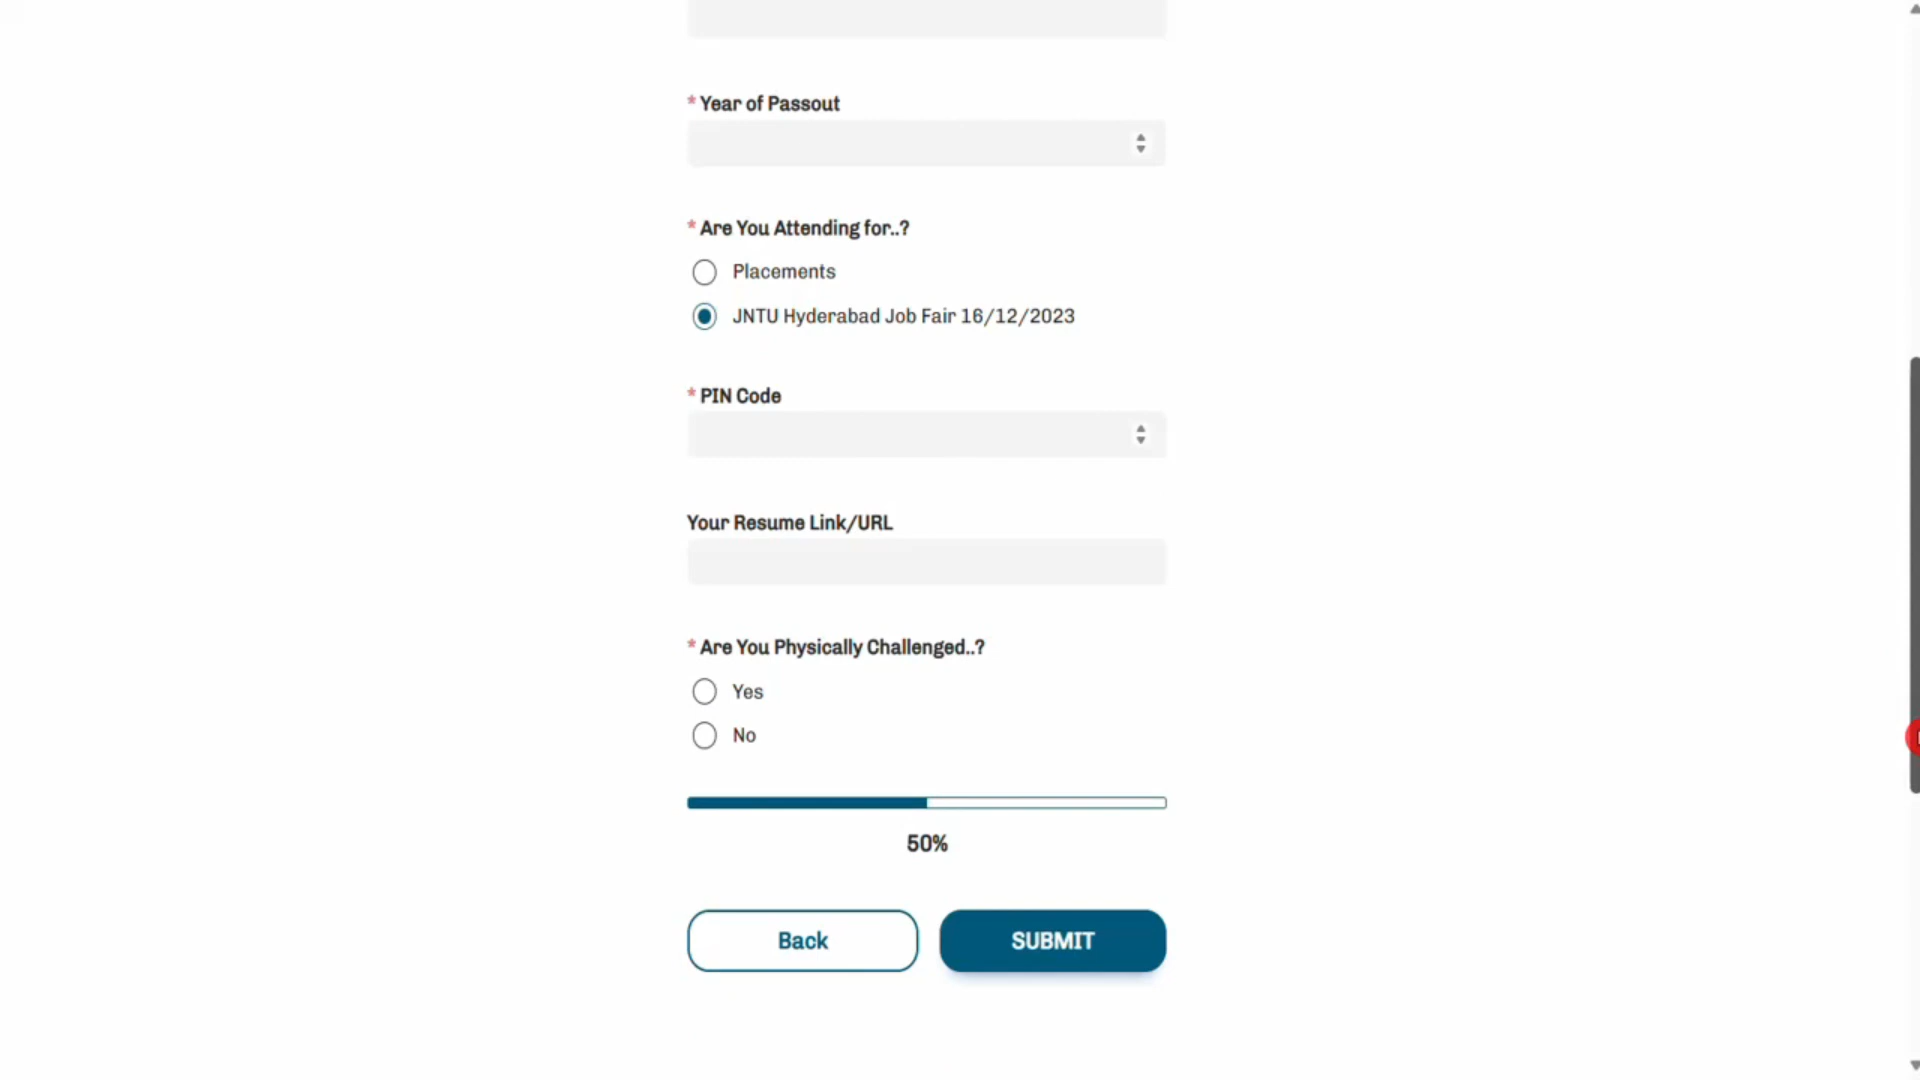 * Year of Passout
* Are You Attending for..?
Placements
JNTU Hyderabad Job Fair 16/12/2023
* PIN Code
Your Resume Link/URL
* Are You Physically Challenged..?
Yes
No
50%
Back
SUBMIT